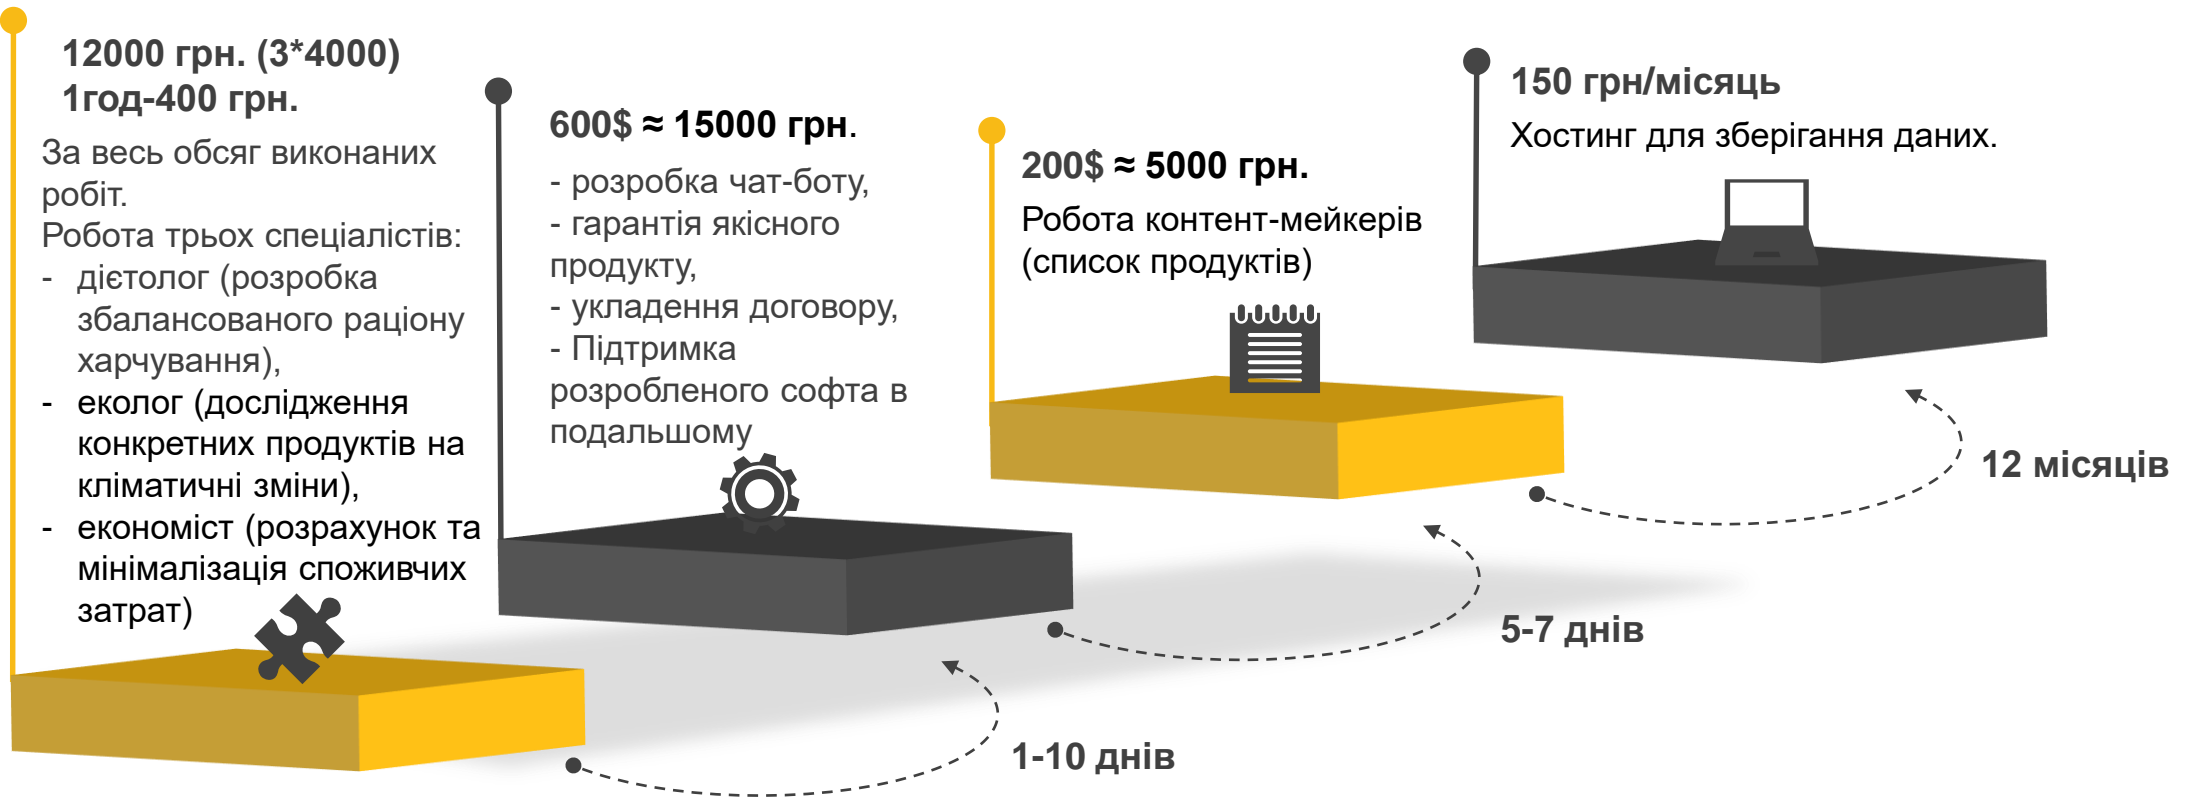 12000 грн. (3*4000)
1год-400 грн.
За весь обсяг виконаних
робіт.
Робота трьох спеціалістів:
- дієтолог (розробка
збалансованого раціону
харчування),
- еколог (дослідження
конкретних продуктів на
кліматичні зміни),
- економіст (розрахунок та
мінімалізація споживчих
затрат)
600$ ≈ 15000 грн.
- розробка чат-боту,
- гарантія якісного
продукту,
- укладення договору,
- Підтримка
розробленого софта в
подальшому
200$ ≈ 5000 грн.
Робота контент-мейкерів
(список продуктів)
150 грн/місяць
Хостинг для зберігання даних.
1-10 днів
5-7 днів
12 місяців